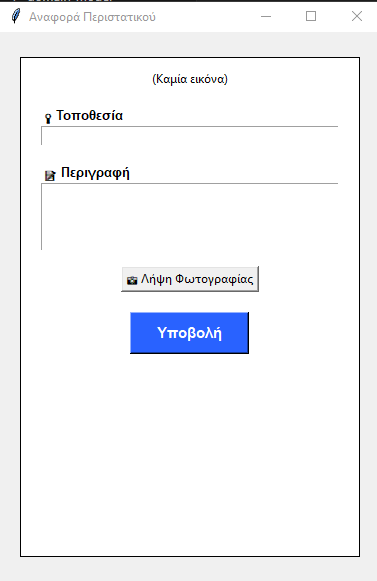 Αναφορά Περιστατικού
(Καμία εικόνα)
Τοποθεσία
Περιγραφή
Λήψη Φωτογραφίας
Υποβολή